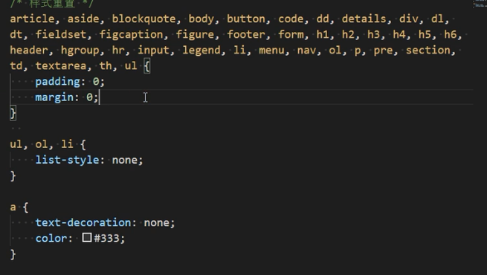 /* 样式重置 */
article, aside, blockquote, body, button, code, dd, details, div, dl,
dt, fieldset, figcaption, figure, footer, form, h1, h2, h3, h4, h5, h6,
header, hgroup, hr, input, legend, li, menu, nav, ol, p, pre, section,
td, textarea, th, ul {
    padding: 0;
    margin: 0;
}
ul, ol, li {
    list-style: none;
}
a {
    text-decoration: none;
    color: #333;
}